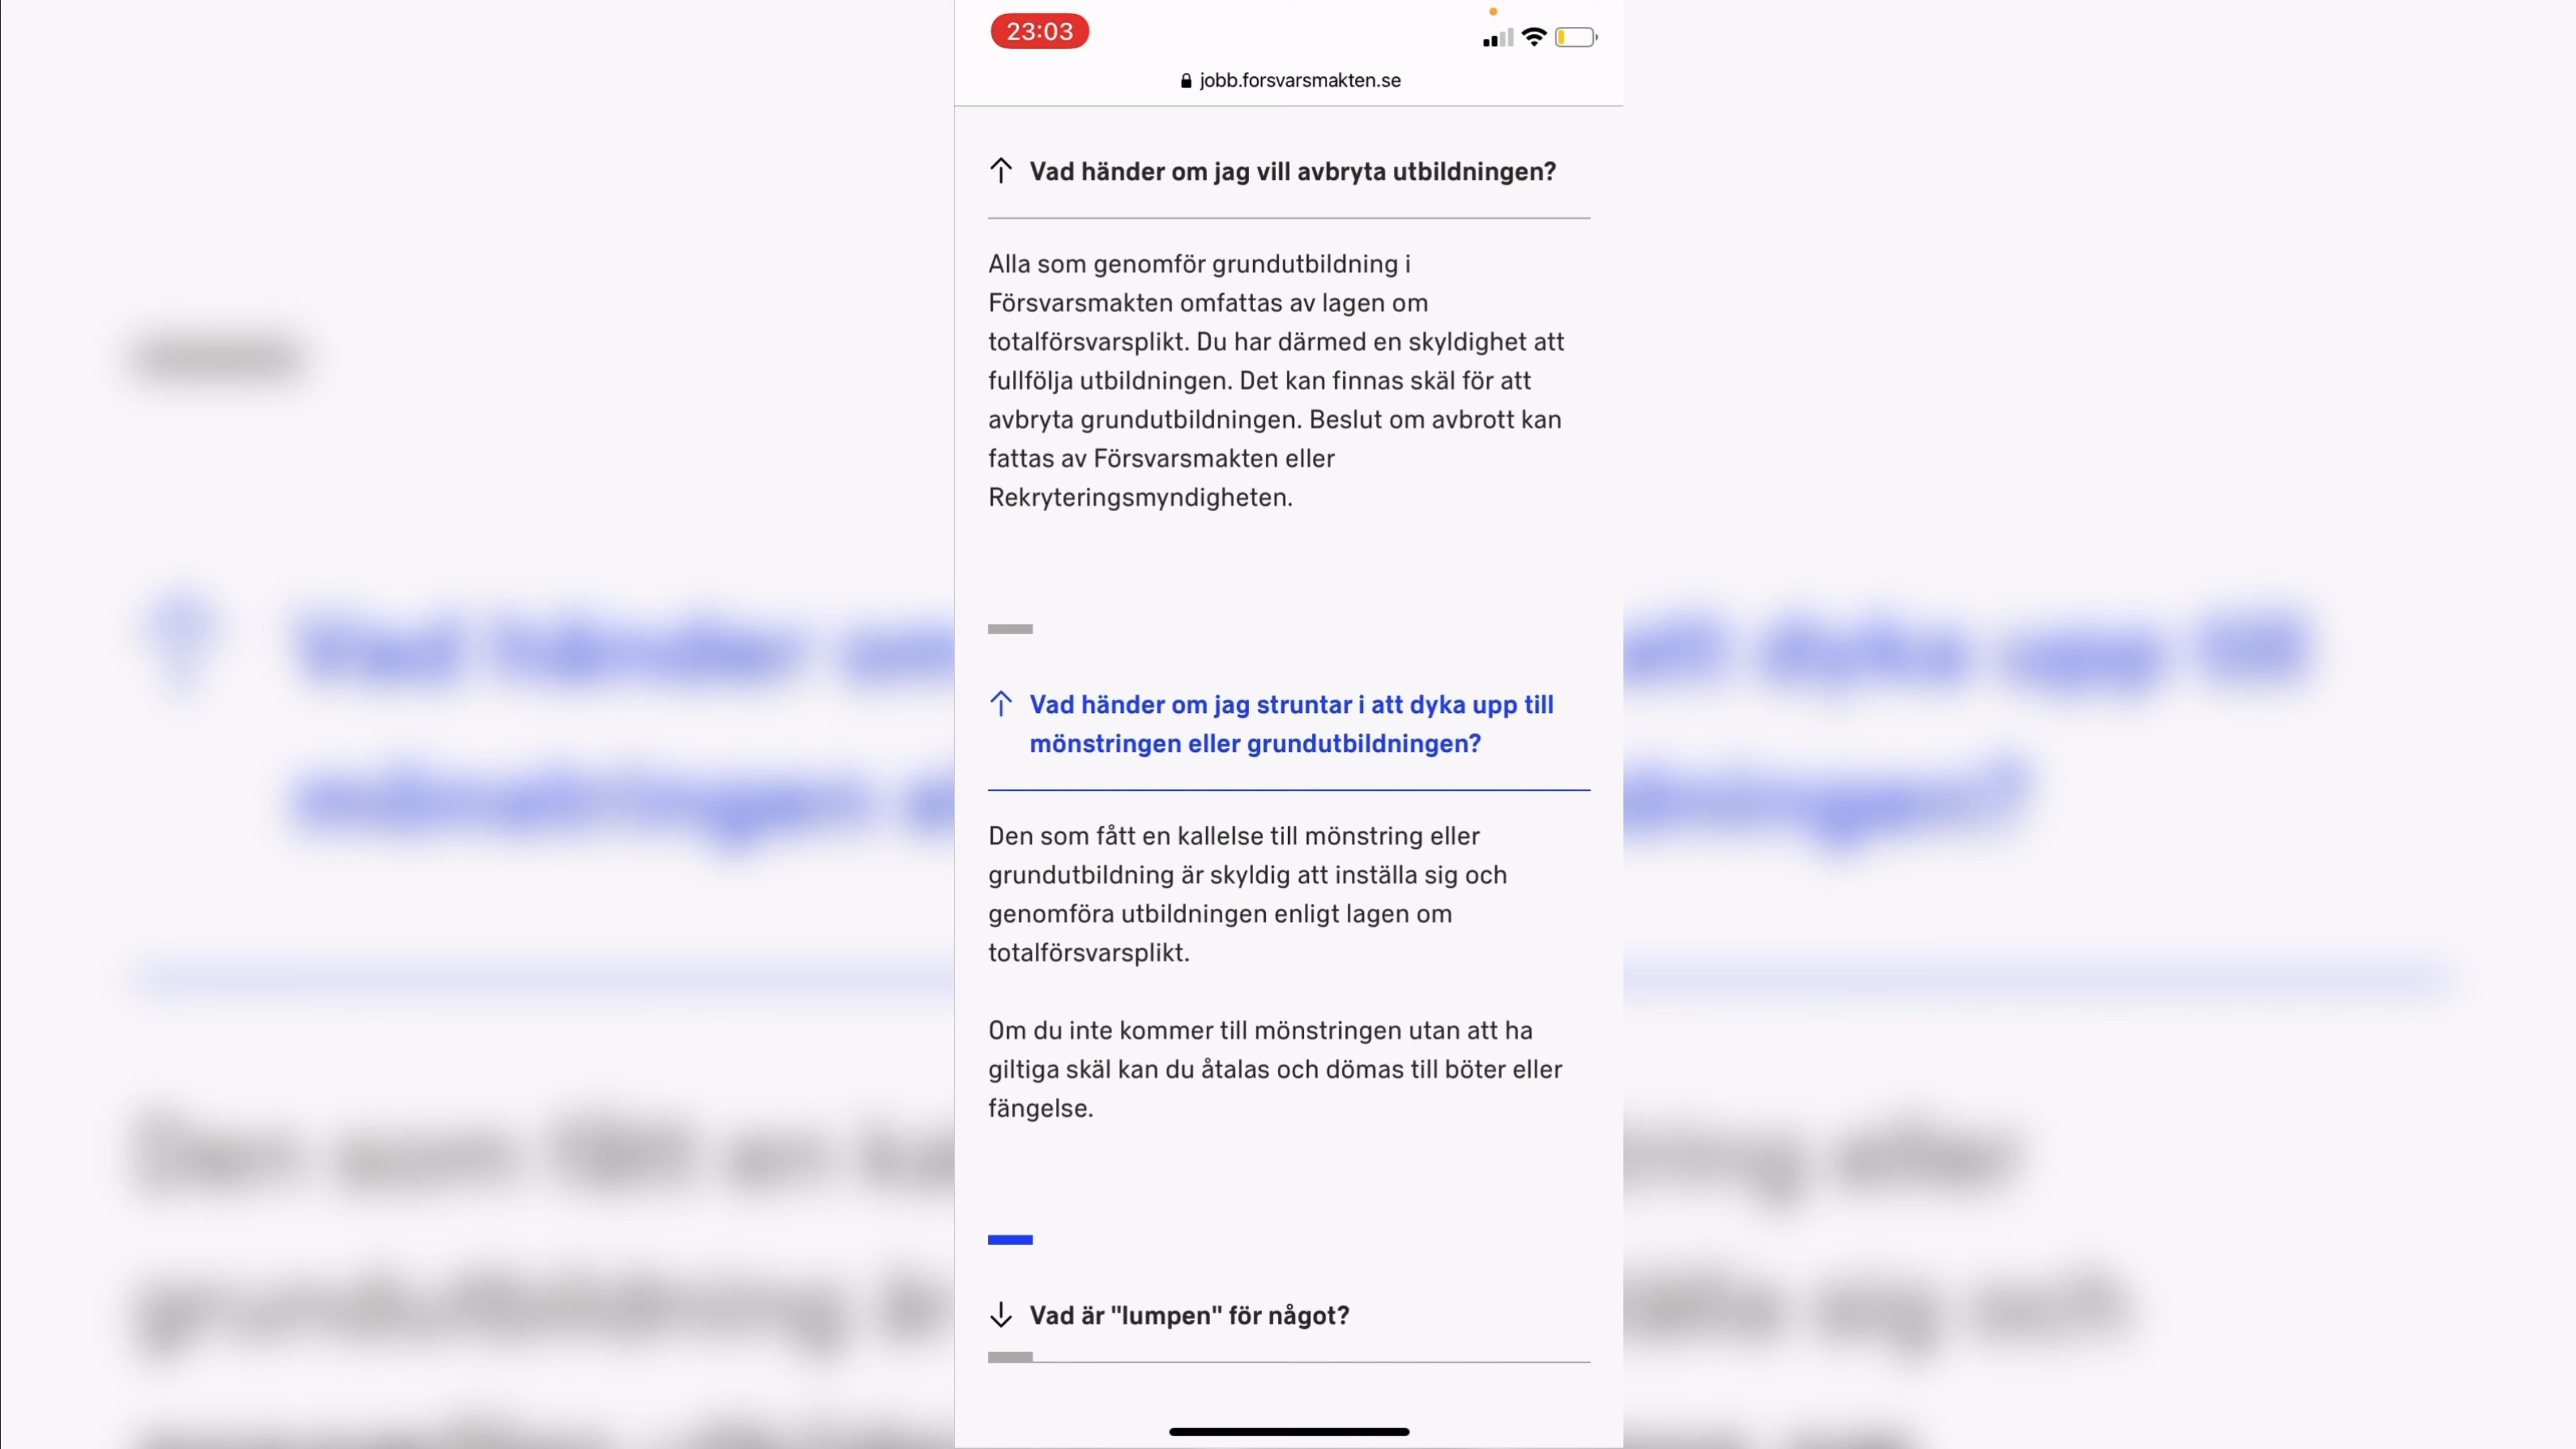 23:03
jobb.forsvarsmakten.se
Vad händer om jag vill avbryta utbildningen?
Alla som genomför grundutbildning i
Försvarsmakten omfattas av lagen om
totalförsvarsplikt. Du har därmed en skyldighet att
fullfölja utbildningen. Det kan finnas skäl för att
avbryta grundutbildningen. Beslut om avbrott kan
fattas av Försvarsmakten eller
Rekryteringsmyndigheten.
Vad händer om jag struntar i att dyka upp till
mönstringen eller grundutbildningen?
Den som fått en kallelse till mönstring eller
grundutbildning är skyldig att inställa sig och
genomföra utbildningen enligt lagen om
totalförsvarsplikt.
Om du inte kommer till mönstringen utan att ha
giltiga skäl kan du åtalas och dömas till böter eller
fängelse.
Vad är "lumpen" för något?